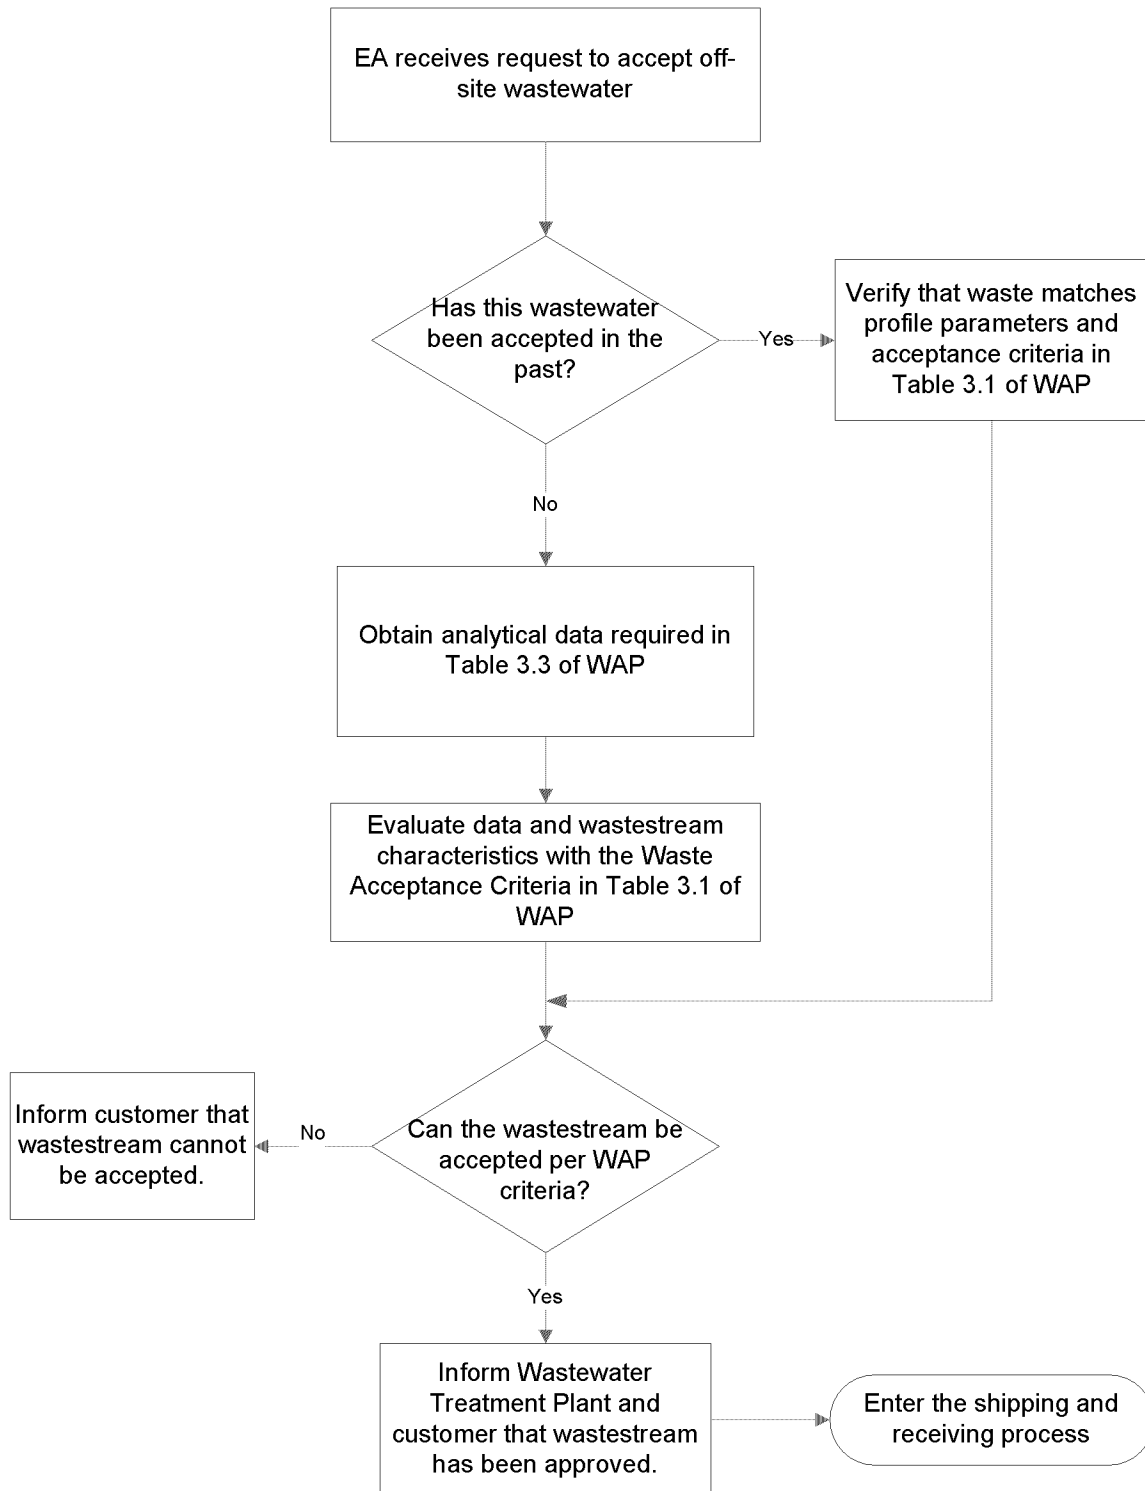 EA receives request to accept off-
site wastewater
Has this wastewater
been accepted in the
past?
Yes
Verify that waste matches
profile parameters and
acceptance criteria in
Table 3.1 of WAP
No
Obtain analytical data required in
Table 3.3 of WAP
Evaluate data and wastestream
characteristics with the Waste
Acceptance Criteria in Table 3.1 of
WAP
Can the wastestream be
accepted per WAP
criteria?
No
Inform customer that
wastestream cannot
be accepted.
Yes
Inform Wastewater
Treatment Plant and
customer that wastestream
has been approved.
Enter the shipping and
receiving process